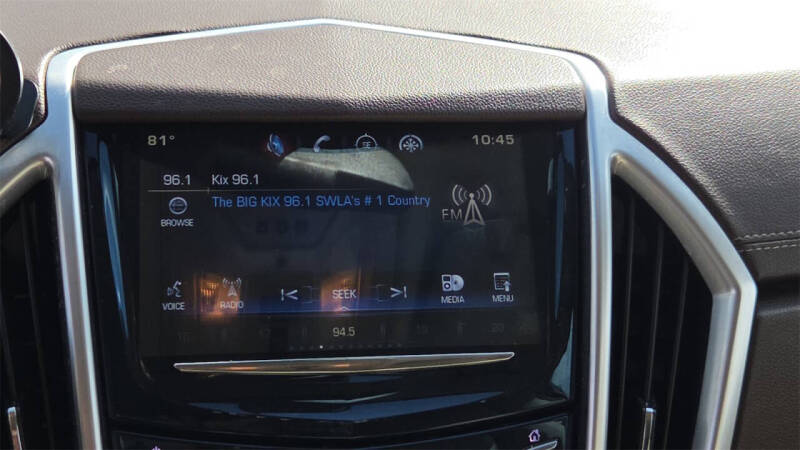 81° SE 10:45
96.1 Kix 96.1
The BIG KIX 96.1 SWLA's # 1 Country
FM
BROWSE
VOICE RADIO SEEK MEDIA MENU
94.5